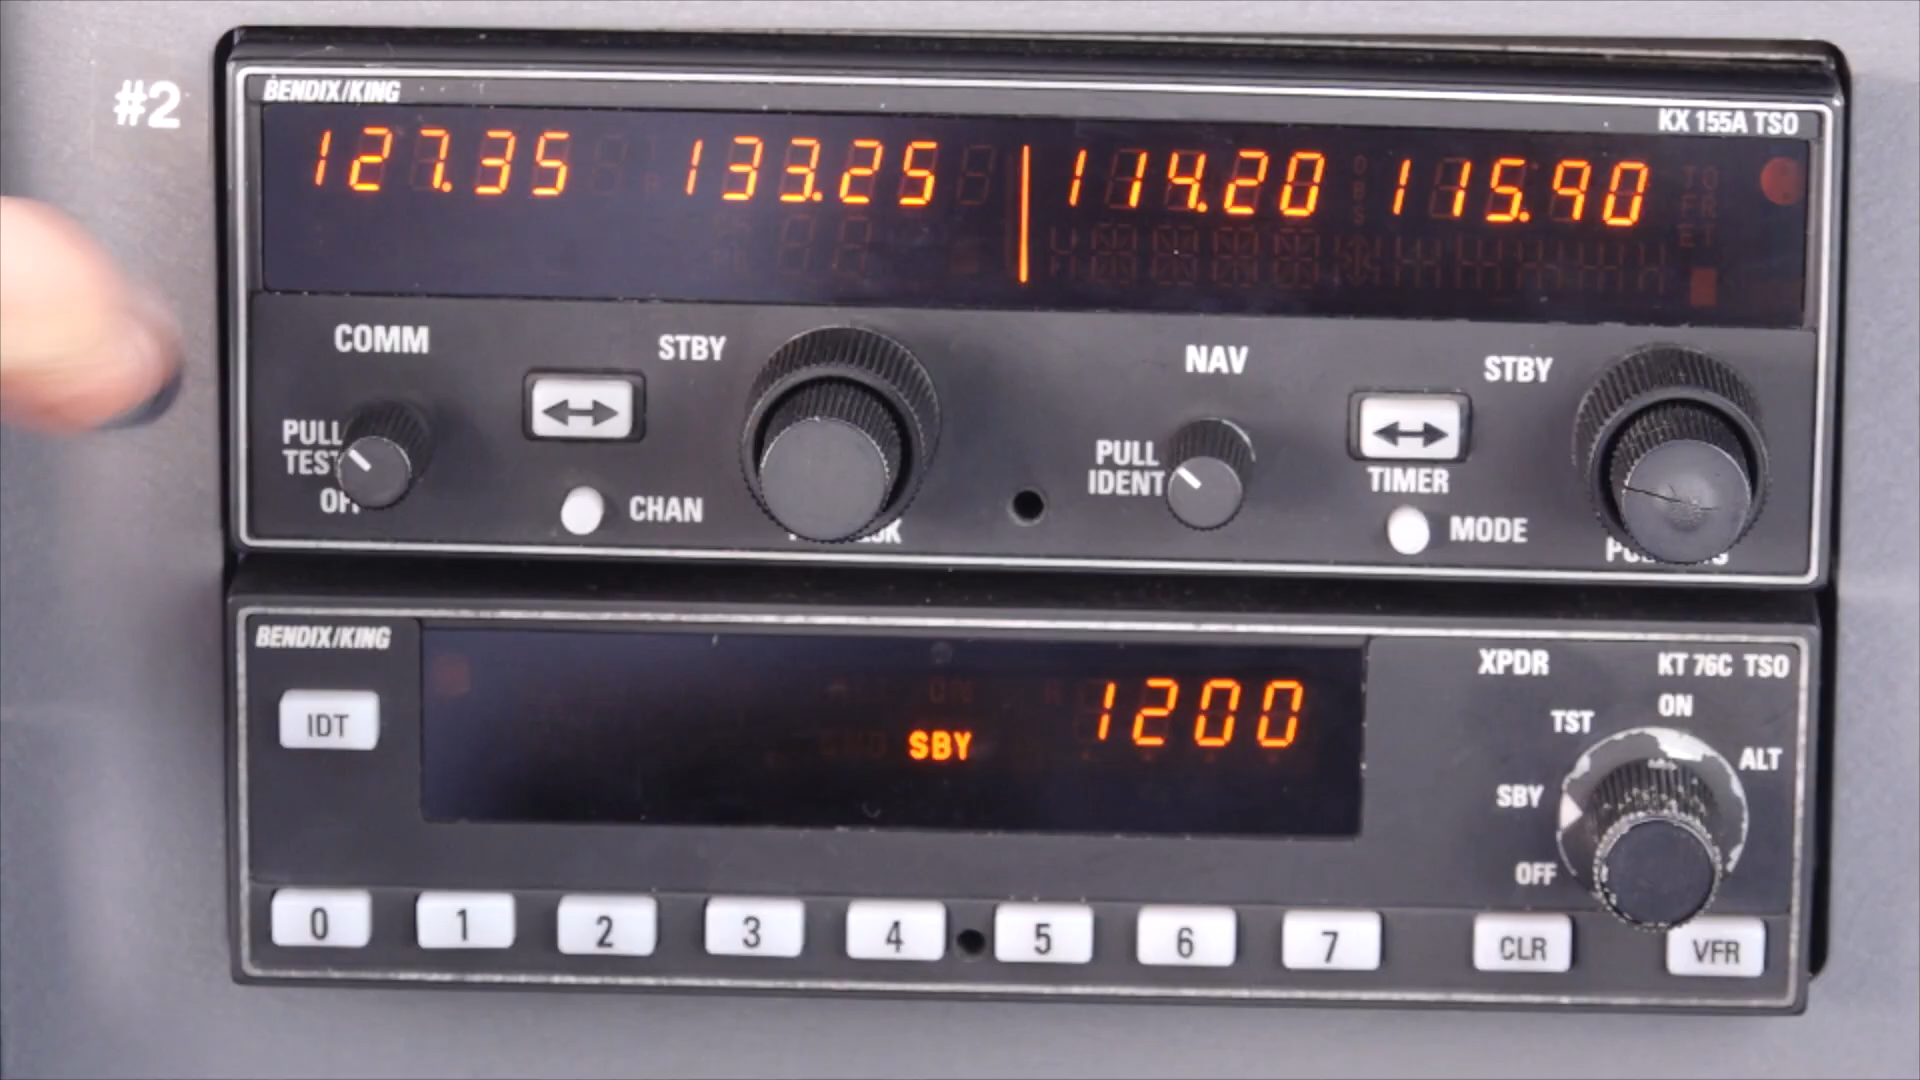 #2
BENDIX/KING
KX 155A TSO
127.35 133.25 114.20 115.90
COMM
STBY
NAV
STBY
PULL
TEST
OFF
CHAN
PULL
IDENT
TIMER
MODE
BENDIX/KING
XPDR
KT 76C TSO
IDT
SBY
1200
OFF
SBY
TST
ON
ALT
0 1 2 3 4 5 6 7 CLR VFR